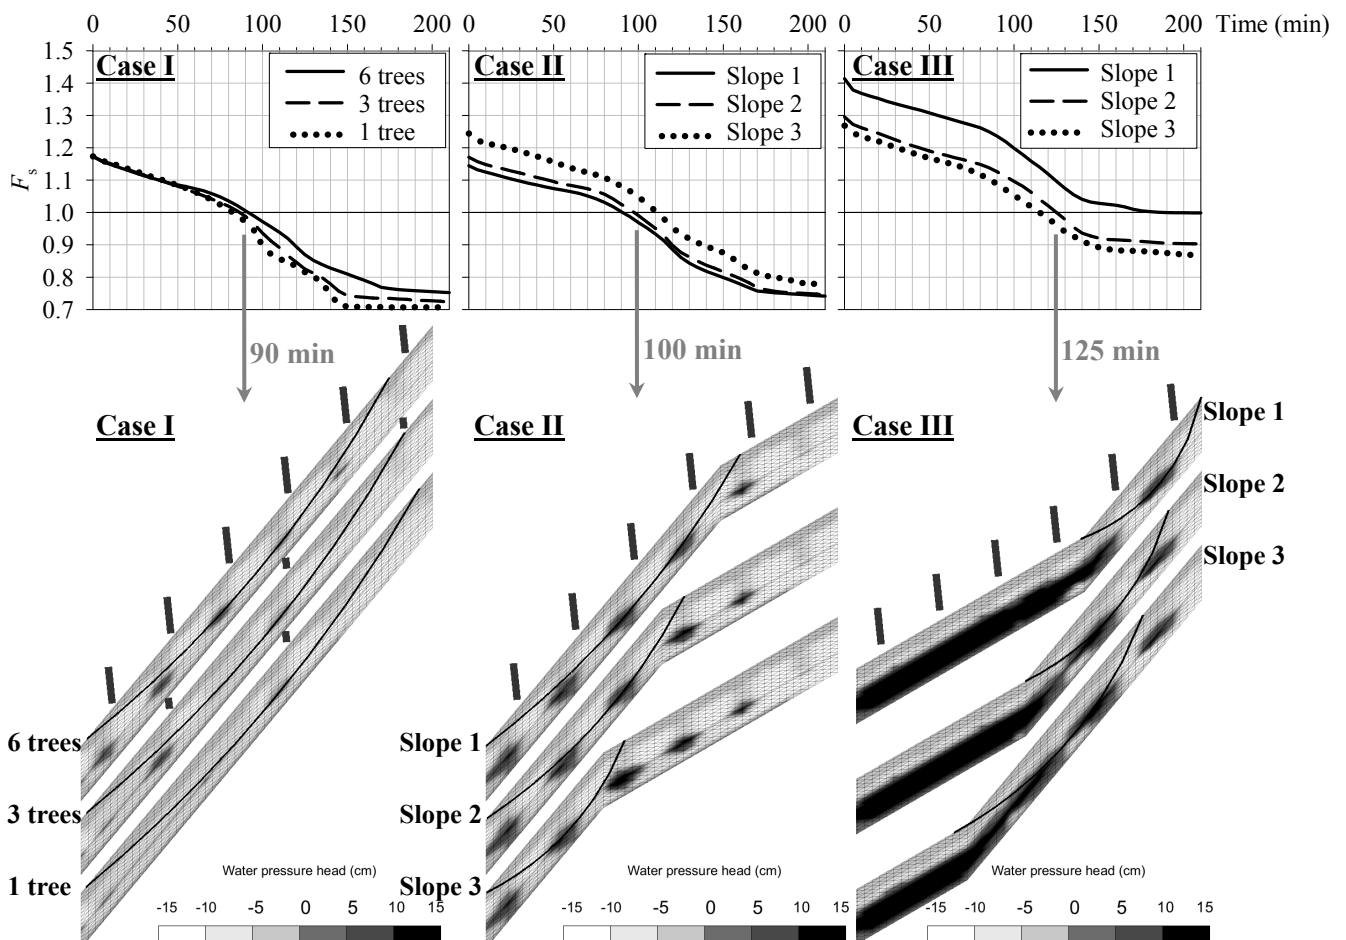 0 50 100 150 200 0 50 100 150 200 0 50 100 150 200 Time (min)
1.5
1.4
1.3
1.2
1.1
1.0
0.9
0.8
0.7
Fs
Case I
6 trees
3 trees
1 tree
Case II
Slope 1
Slope 2
Slope 3
Case III
Slope 1
Slope 2
Slope 3
90 min
100 min
125 min
Case I
6 trees
3 trees
1 tree
Water pressure head (cm)
-15 -10 -5 0 5 10 15
Case II
Slope 1
Slope 2
Slope 3
Water pressure head (cm)
-15 -10 -5 0 5 10 15
Case III
Slope 1
Slope 2
Slope 3
Water pressure head (cm)
-15 -10 -5 0 5 10 15